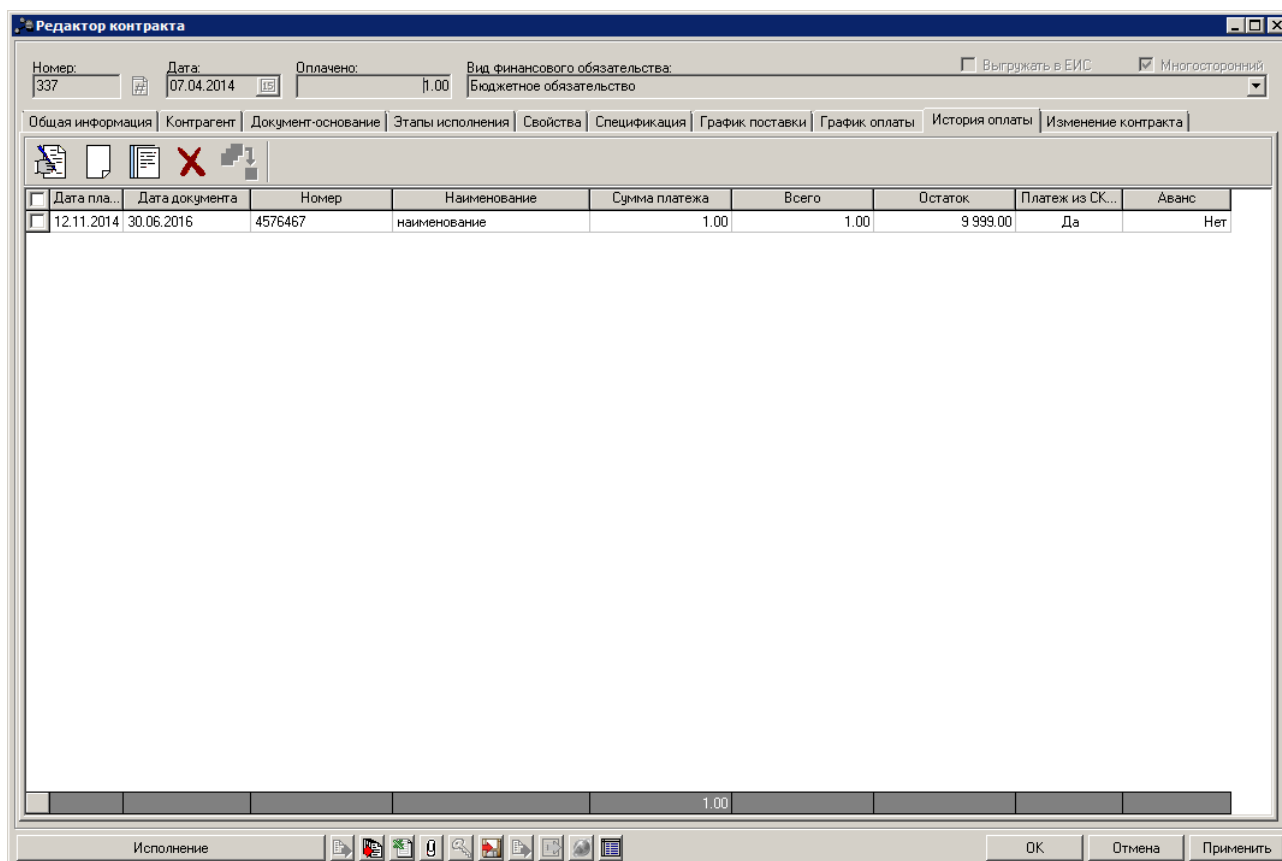 Редактор контракта
Номер: Дата: Оплачено: Вид финансового обязательства: Выгружать в ЕИС Многосторонний
337 07.04.2014 15 1.00 Бюджетное обязательство
Общая информация Контрагент Документ-основание Этапы исполнения Свойства Спецификация График поставки График оплаты История оплаты Изменение контракта
Дата пла... Дата документа Номер Наименование Сумма платежа Всего Остаток Платеж из СК... Аванс
12.11.2014 30.06.2016 4576467 наименование 1.00 1.00 9 999.00 Да Нет
1.00
Исполнение OK Отмена Применить